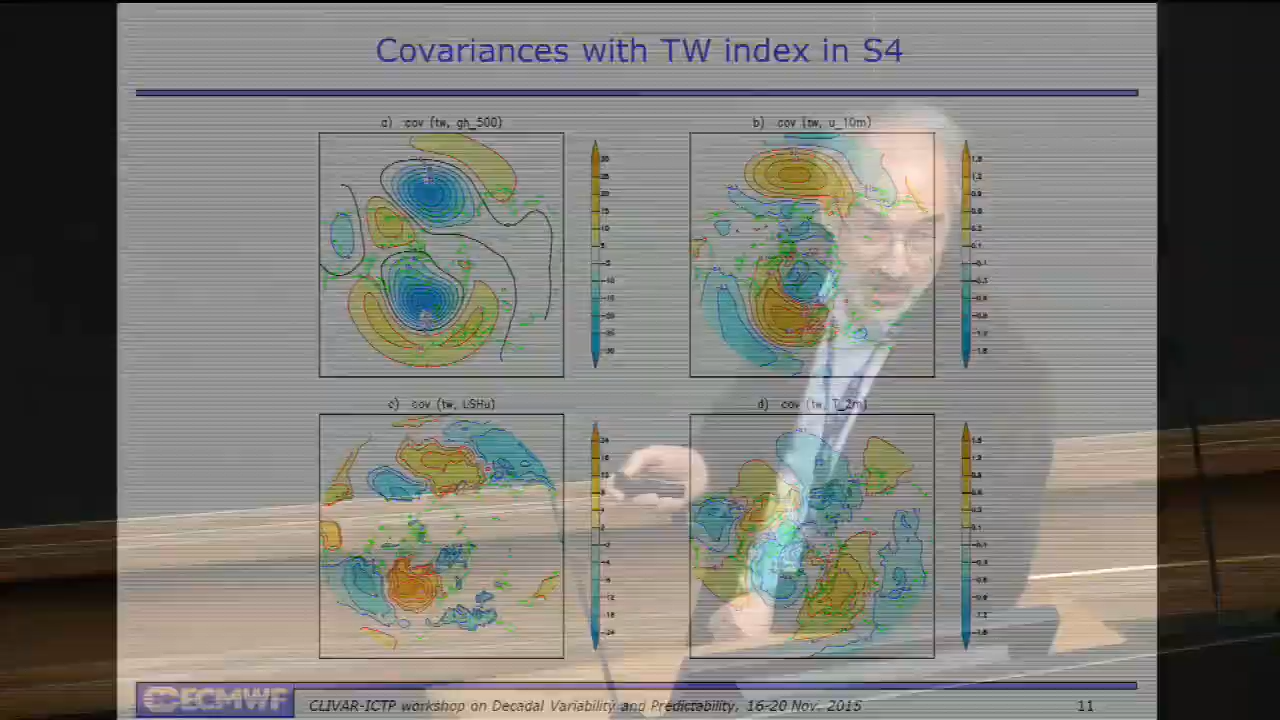 Covariances with TW index in S4
a) cov (tw, gh_500)
b) cov (tw, u_10m)
c) cov (tw, LSHu)
d) cov (tw, T_2m)
ECMWF
CLIVAR-ICTP workshop on Decadal Variability and Predictability, 16-20 Nov. 2015
11